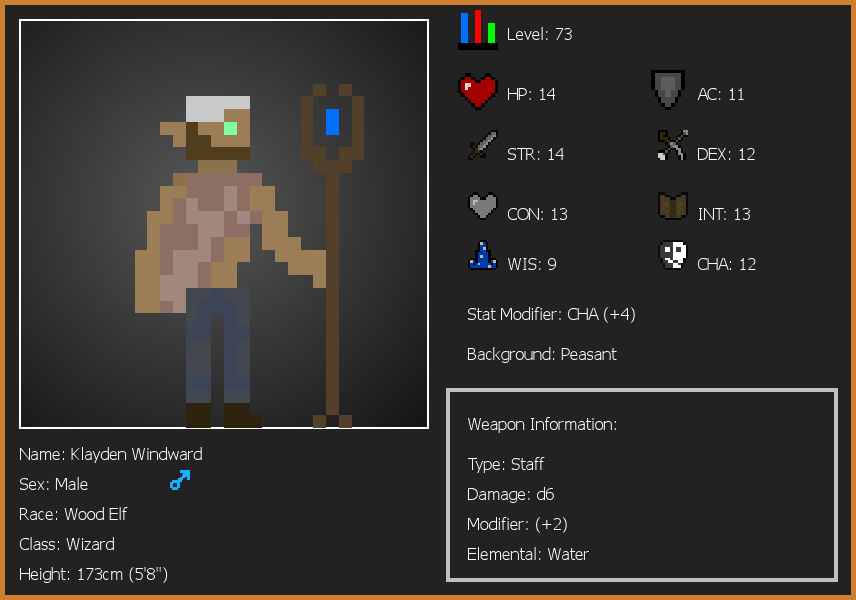 Level: 73
HP: 14
AC: 11
STR: 14
DEX: 12
CON: 13
INT: 13
WIS: 9
CHA: 12
Stat Modifier: CHA (+4)
Background: Peasant
Weapon Information:
Type: Staff
Damage: d6
Modifier: (+2)
Elemental: Water
Name: Klayden Windward
Sex: Male
Race: Wood Elf
Class: Wizard
Height: 173cm (5'8")